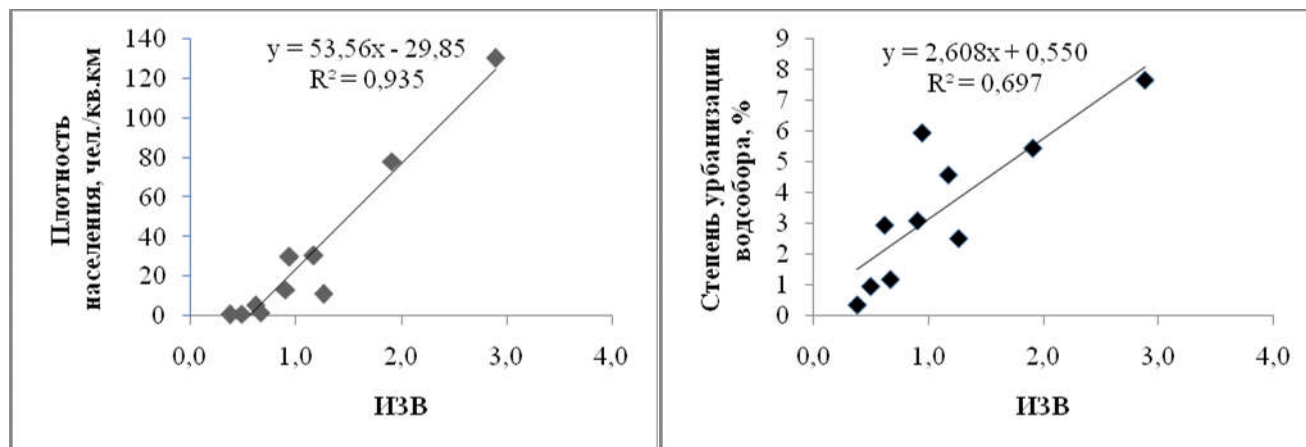 Плотность
населения, чел./кв.км
y = 53,56x - 29,85
R² = 0,935
140
120
100
80
60
40
20
0
0,0 1,0 2,0 3,0 4,0
ИЗВ
Степень урбанизации
водсобора, %
y = 2,608x + 0,550
R² = 0,697
9
8
7
6
5
4
3
2
1
0
0,0 1,0 2,0 3,0 4,0
ИЗВ